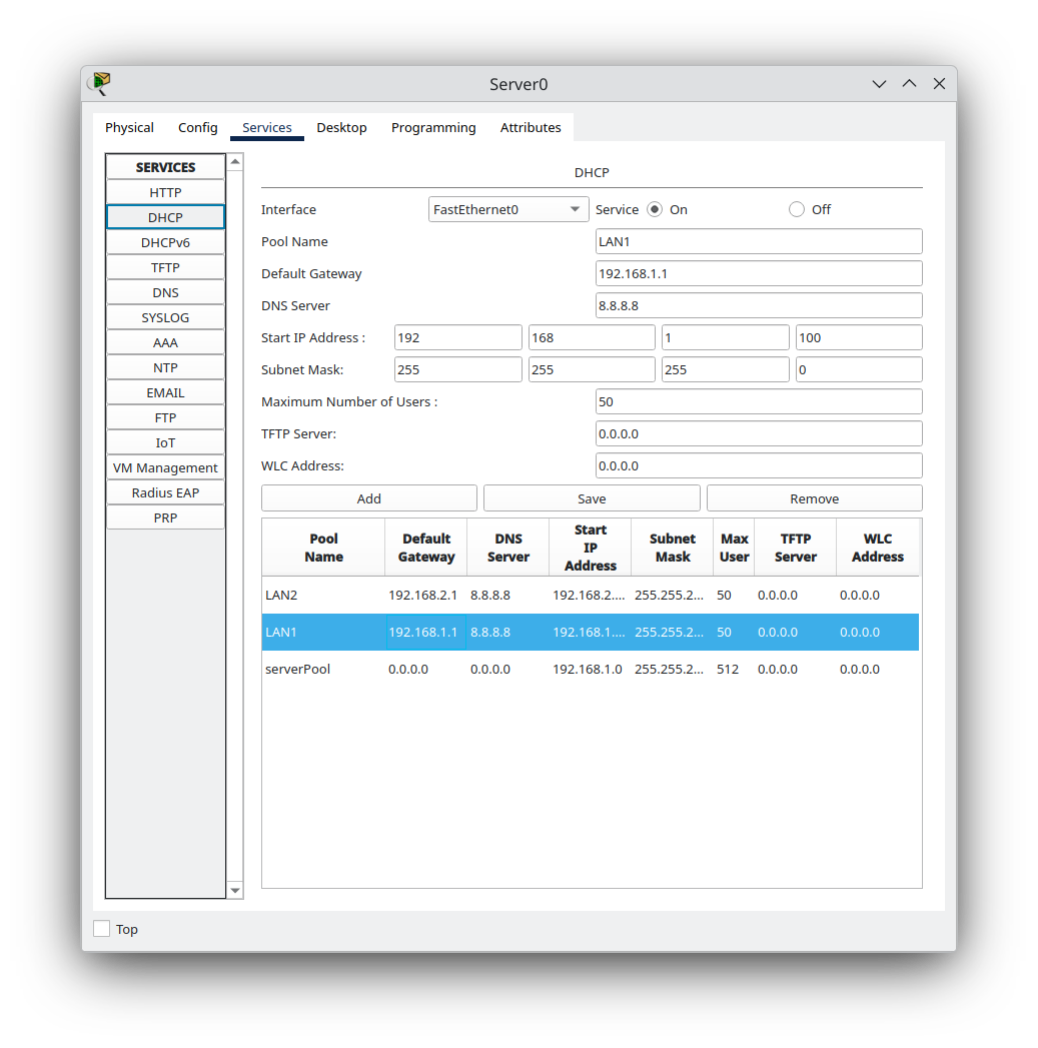 Server0
Physical Config Services Desktop Programming Attributes
SERVICES
HTTP
DHCP
DHCPv6
TFTP
DNS
SYSLOG
AAA
NTP
EMAIL
FTP
IoT
VM Management
Radius EAP
PRP
DHCP
Interface FastEthernet0 Service On Off
Pool Name LAN1
Default Gateway 192.168.1.1
DNS Server 8.8.8.8
Start IP Address : 192 168 1 100
Subnet Mask: 255 255 255 0
Maximum Number of Users : 50
TFTP Server: 0.0.0.0
WLC Address: 0.0.0.0
Add Save Remove
Pool Name Default Gateway DNS Server Start IP Address Subnet Mask Max User TFTP Server WLC Address
LAN2 192.168.2.1 8.8.8.8 192.168.2.... 255.255.2... 50 0.0.0.0 0.0.0.0
LAN1 192.168.1.1 8.8.8.8 192.168.1.... 255.255.2... 50 0.0.0.0 0.0.0.0
serverPool 0.0.0.0 0.0.0.0 192.168.1.0 255.255.2... 512 0.0.0.0 0.0.0.0
Top